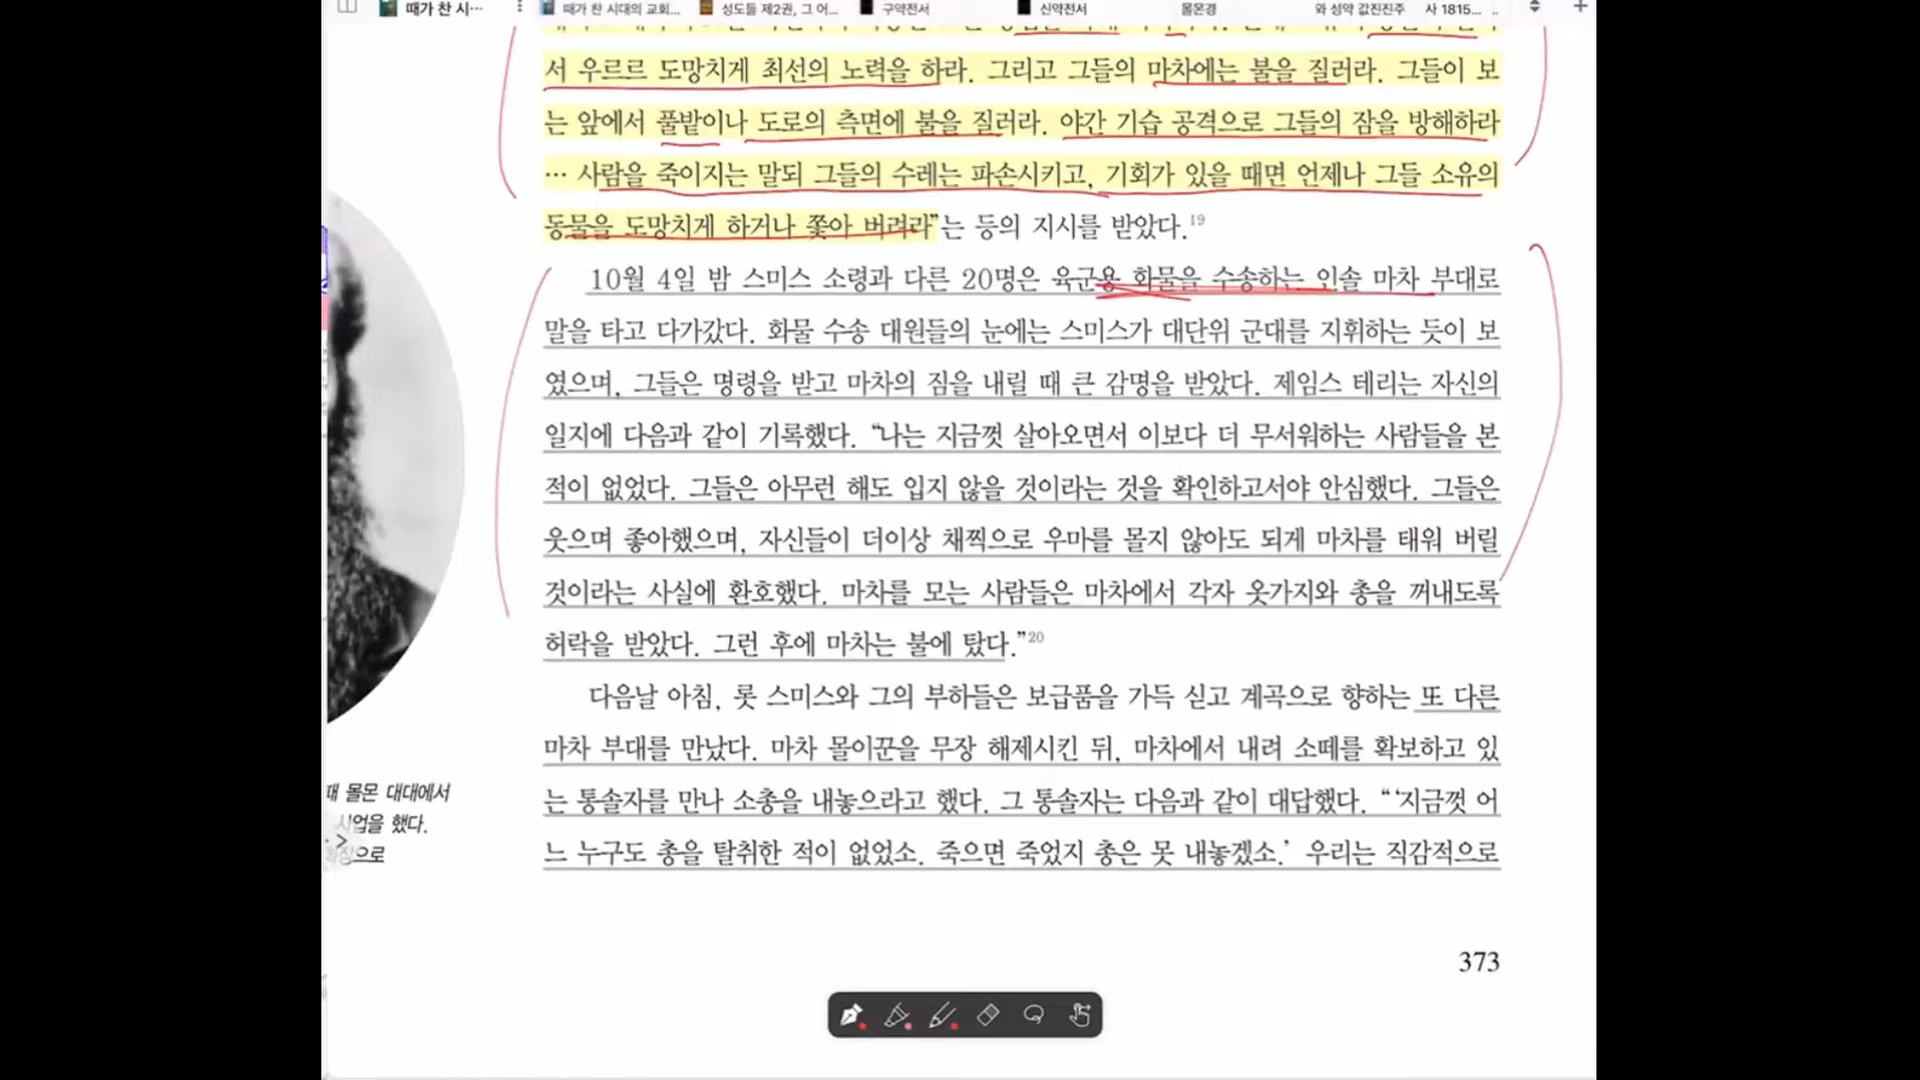 때가 찬 시…
때가 찬 시대의 교회…
성도들 제2권, 그 어…
구약전서
신약전서
몰몬경
와 성약 값진진주
사 1815…
서 우르르 도망치게 최선의 노력을 하라. 그리고 그들의 마차에는 불을 질러라. 그들이 보
는 앞에서 풀밭이나 도로의 측면에 불을 질러라. 야간 기습 공격으로 그들의 잠을 방해하라
… 사람을 죽이지는 말되 그들의 수레는 파손시키고, 기회가 있을 때면 언제나 그들 소유의
동물을 도망치게 하거나 쫓아 버려라”는 등의 지시를 받았다.19
10월 4일 밤 스미스 소령과 다른 20명은 육군용 화물을 수송하는 인솔 마차 부대로
말을 타고 다가갔다. 화물 수송 대원들의 눈에는 스미스가 대단위 군대를 지휘하는 듯이 보
였으며, 그들은 명령을 받고 마차의 짐을 내릴 때 큰 감명을 받았다. 제임스 테리는 자신의
일지에 다음과 같이 기록했다. “나는 지금껏 살아오면서 이보다 더 무서워하는 사람들을 본
적이 없었다. 그들은 아무런 해도 입지 않을 것이라는 것을 확인하고서야 안심했다. 그들은
웃으며 좋아했으며, 자신들이 더이상 채찍으로 우마를 몰지 않아도 되게 마차를 태워 버릴
것이라는 사실에 환호했다. 마차를 모는 사람들은 마차에서 각자 옷가지와 총을 꺼내도록
허락을 받았다. 그런 후에 마차는 불에 탔다.”20
다음날 아침, 롯 스미스와 그의 부하들은 보급품을 가득 싣고 계곡으로 향하는 또 다른
마차 부대를 만났다. 마차 몰이꾼을 무장 해제시킨 뒤, 마차에서 내려 소떼를 확보하고 있
는 통솔자를 만나 소총을 내놓으라고 했다. 그 통솔자는 다음과 같이 대답했다. “‘지금껏 어
느 누구도 총을 탈취한 적이 없었소. 죽으면 죽었지 총은 못 내놓겠소.’ 우리는 직감적으로
때 몰몬 대대에서
사업을 했다.
373